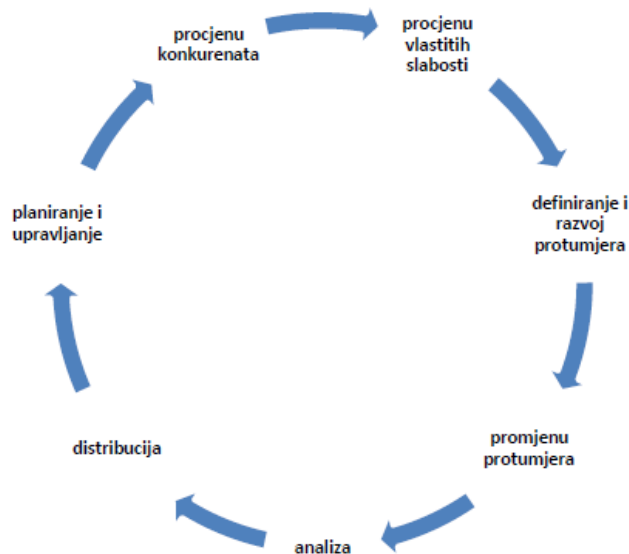 procjenu
konkurenata
procjenu
vlastitih
slabosti
definiranje i
razvoj
protumjera
promjenu
protumjera
analiza
distribucija
planiranje i
upravljanje